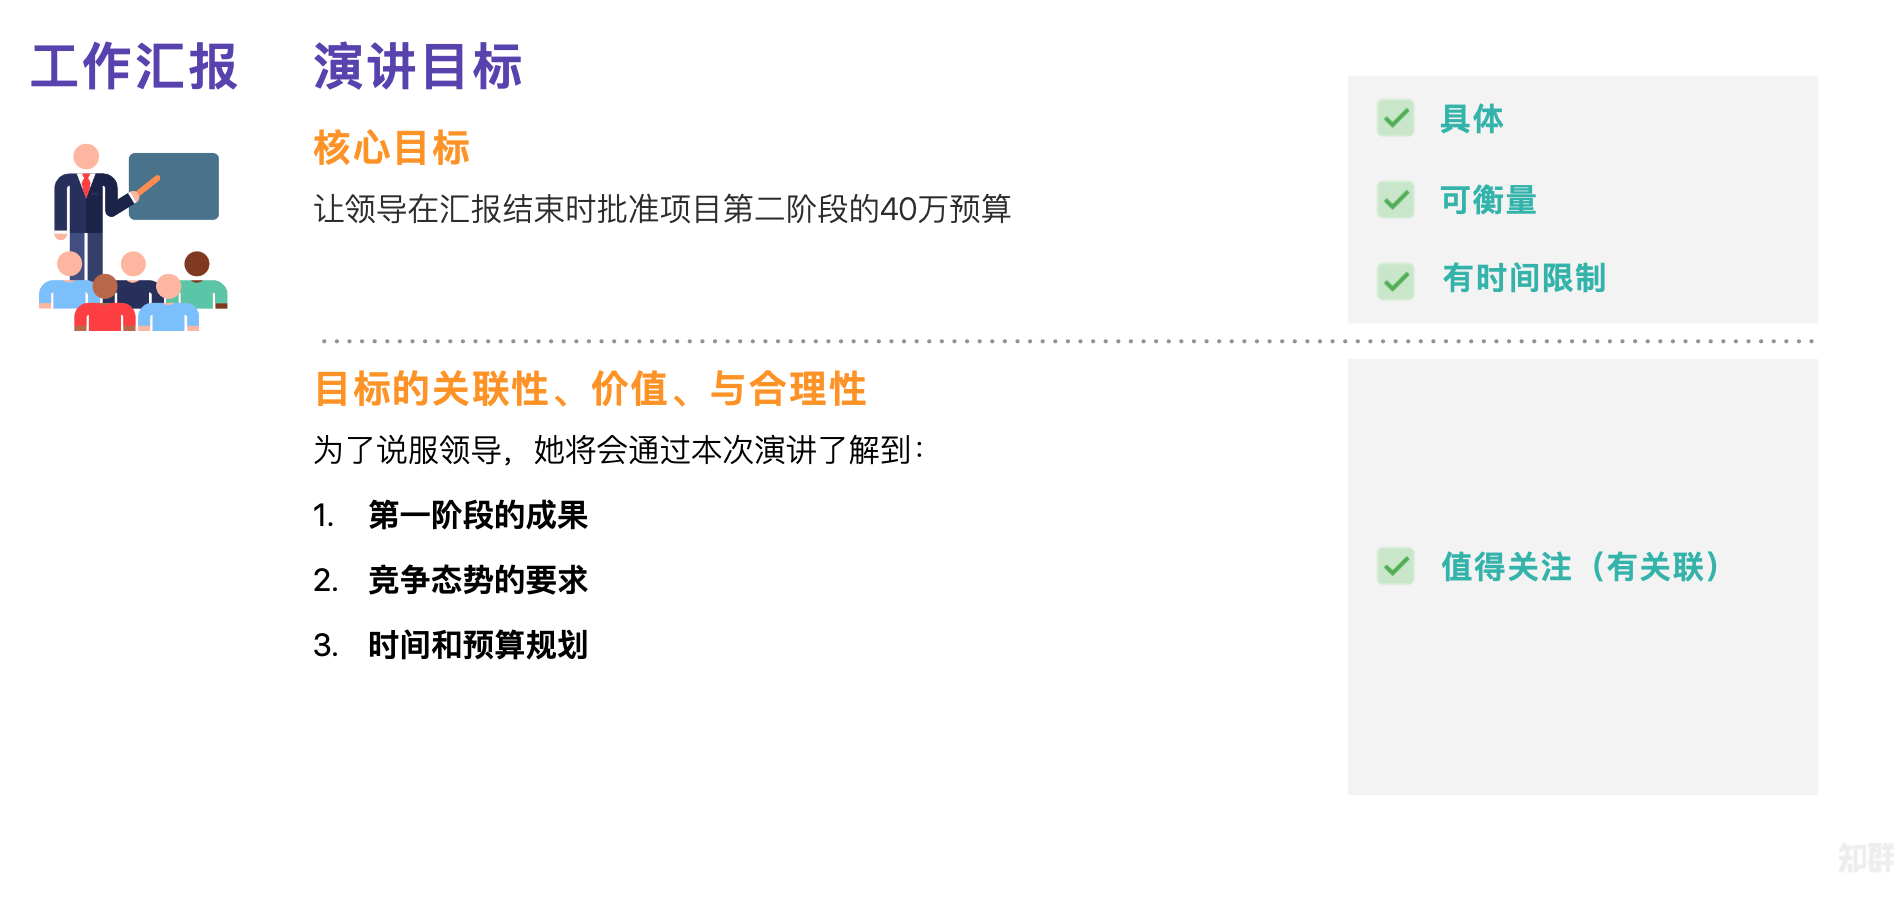 工作汇报
演讲目标
核心目标
让领导在汇报结束时批准项目第二阶段的40万预算
具体
可衡量
有时间限制
目标的关联性、价值、与合理性
为了说服领导，她将会通过本次演讲了解到：
1. 第一阶段的成果
2. 竞争态势的要求
3. 时间和预算规划
值得关注（有关联）
知群